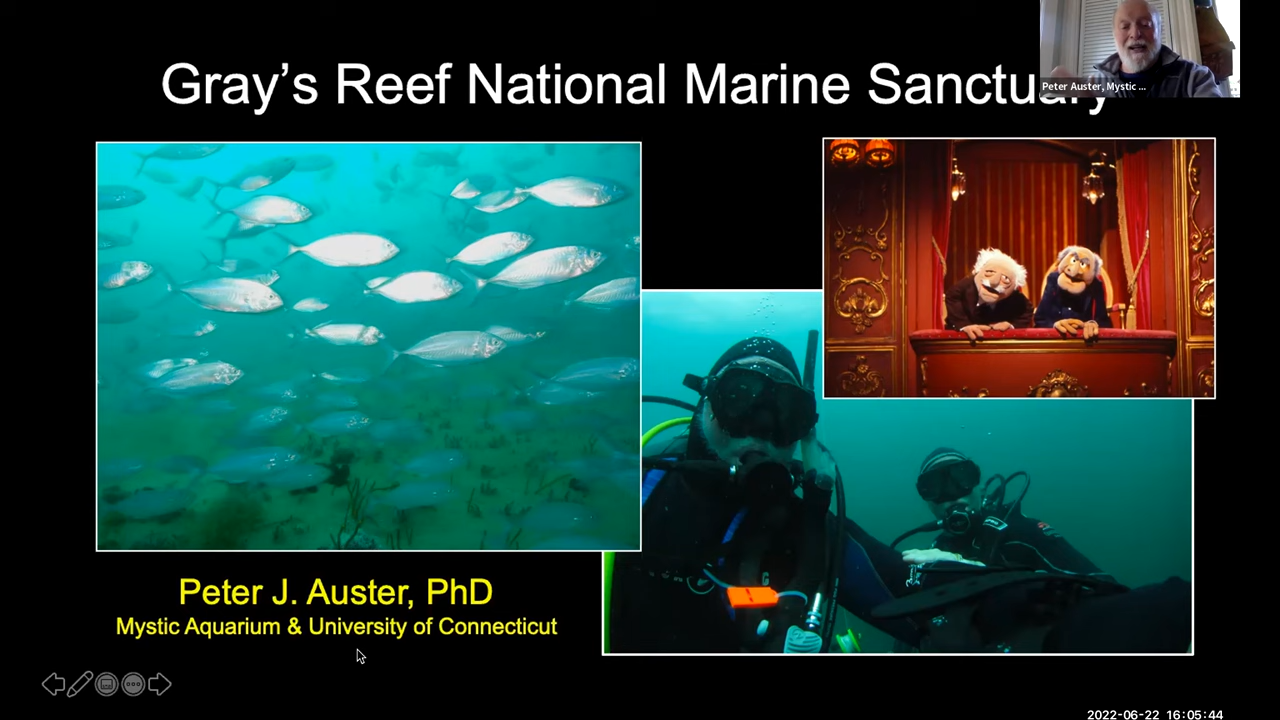 Gray's Reef National Marine Sanctuary
Peter Auster, Mystic ...
Peter J. Auster, PhD
Mystic Aquarium & University of Connecticut
2022-06-22 16:05:44